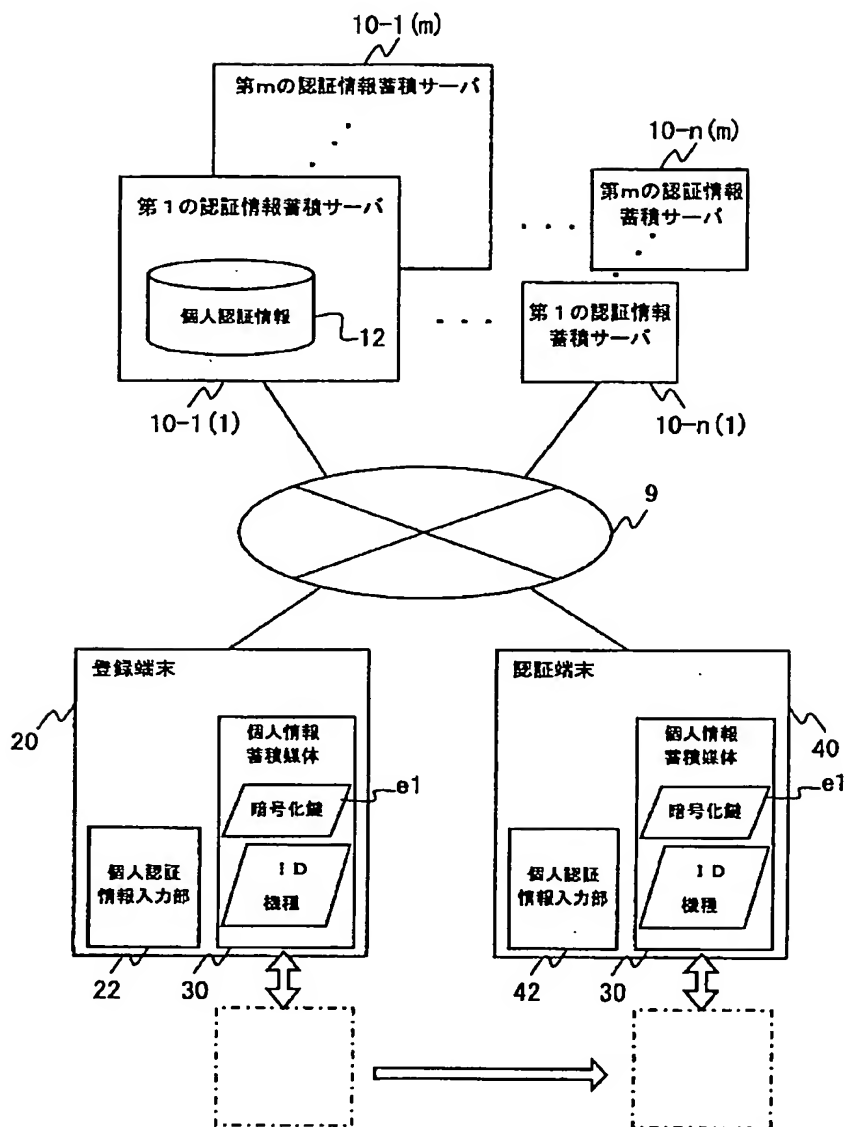 10-1(m)
第mの認証情報蓄積サーバ
10-n(m)
第mの認証情報
蓄積サーバ
第1の認証情報蓄積サーバ
個人認証情報
12
第1の認証情報
蓄積サーバ
10-1(1)
10-n(1)
9
登録端末
20
個人情報
蓄積媒体
e1
暗号化鍵
ID
機種
個人認証
情報入力部
22
30
認証端末
40
個人情報
蓄積媒体
e1
暗号化鍵
ID
機種
個人認証
情報入力部
42
30